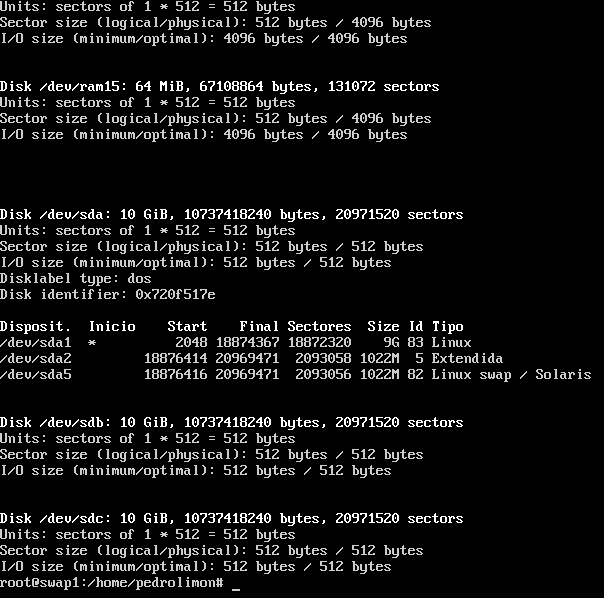 Units: sectors of 1 * 512 = 512 bytes
Sector size (logical/physical): 512 bytes / 4096 bytes
I/O size (minimum/optimal): 4096 bytes / 4096 bytes
Disk /dev/ram15: 64 MiB, 67108864 bytes, 131072 sectors
Units: sectors of 1 * 512 = 512 bytes
Sector size (logical/physical): 512 bytes / 4096 bytes
I/O size (minimum/optimal): 4096 bytes / 4096 bytes
Disk /dev/sda: 10 GiB, 10737418240 bytes, 20971520 sectors
Units: sectors of 1 * 512 = 512 bytes
Sector size (logical/physical): 512 bytes / 512 bytes
I/O size (minimum/optimal): 512 bytes / 512 bytes
Disklabel type: dos
Disk identifier: 0x720f517e
Disposit.  Inicio    Start    Final Sectores  Size Id Tipo
/dev/sda1  *          2048 18874367 18872320    9G 83 Linux
/dev/sda2         18876414 20969471  2093058 1022M  5 Extendida
/dev/sda5         18876416 20969471  2093056 1022M 82 Linux swap / Solaris
Disk /dev/sdb: 10 GiB, 10737418240 bytes, 20971520 sectors
Units: sectors of 1 * 512 = 512 bytes
Sector size (logical/physical): 512 bytes / 512 bytes
I/O size (minimum/optimal): 512 bytes / 512 bytes
Disk /dev/sdc: 10 GiB, 10737418240 bytes, 20971520 sectors
Units: sectors of 1 * 512 = 512 bytes
Sector size (logical/physical): 512 bytes / 512 bytes
I/O size (minimum/optimal): 512 bytes / 512 bytes
root@swap1:/home/pedrolimon# _